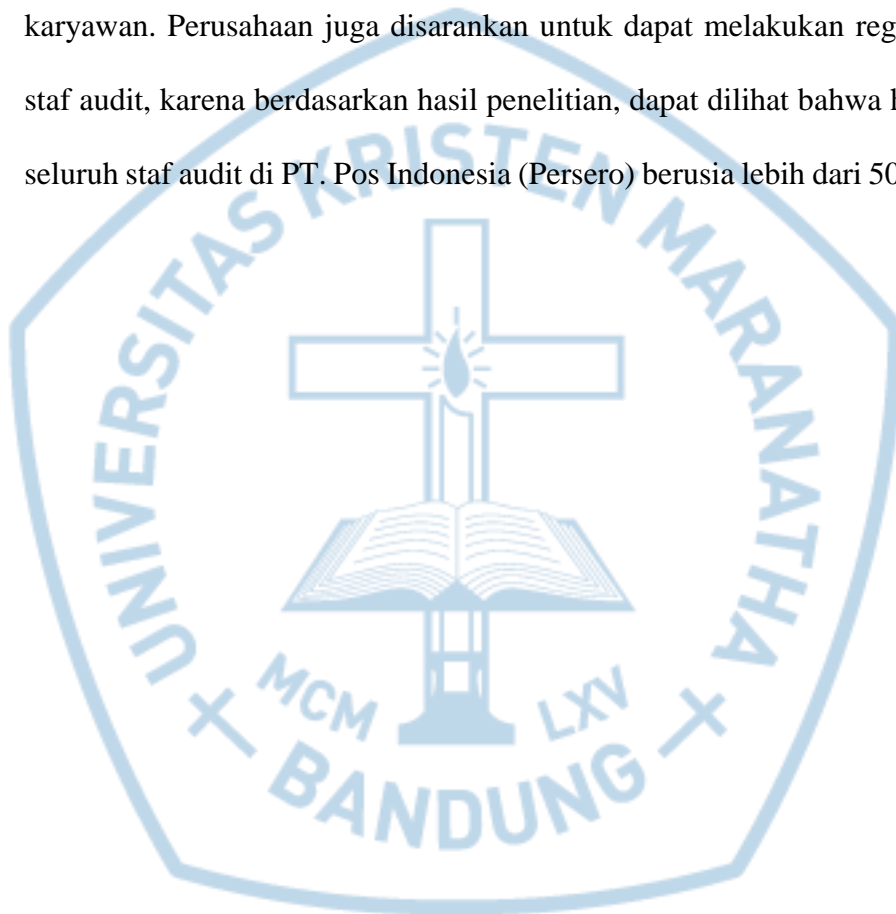 karyawan. Perusahaan juga disarankan untuk dapat melakukan reg
staf audit, karena berdasarkan hasil penelitian, dapat dilihat bahwa
seluruh staf audit di PT. Pos Indonesia (Persero) berusia lebih dari 50
UNIVERSITAS KRISTEN MARANATHA
MCM LXV
BANDUNG